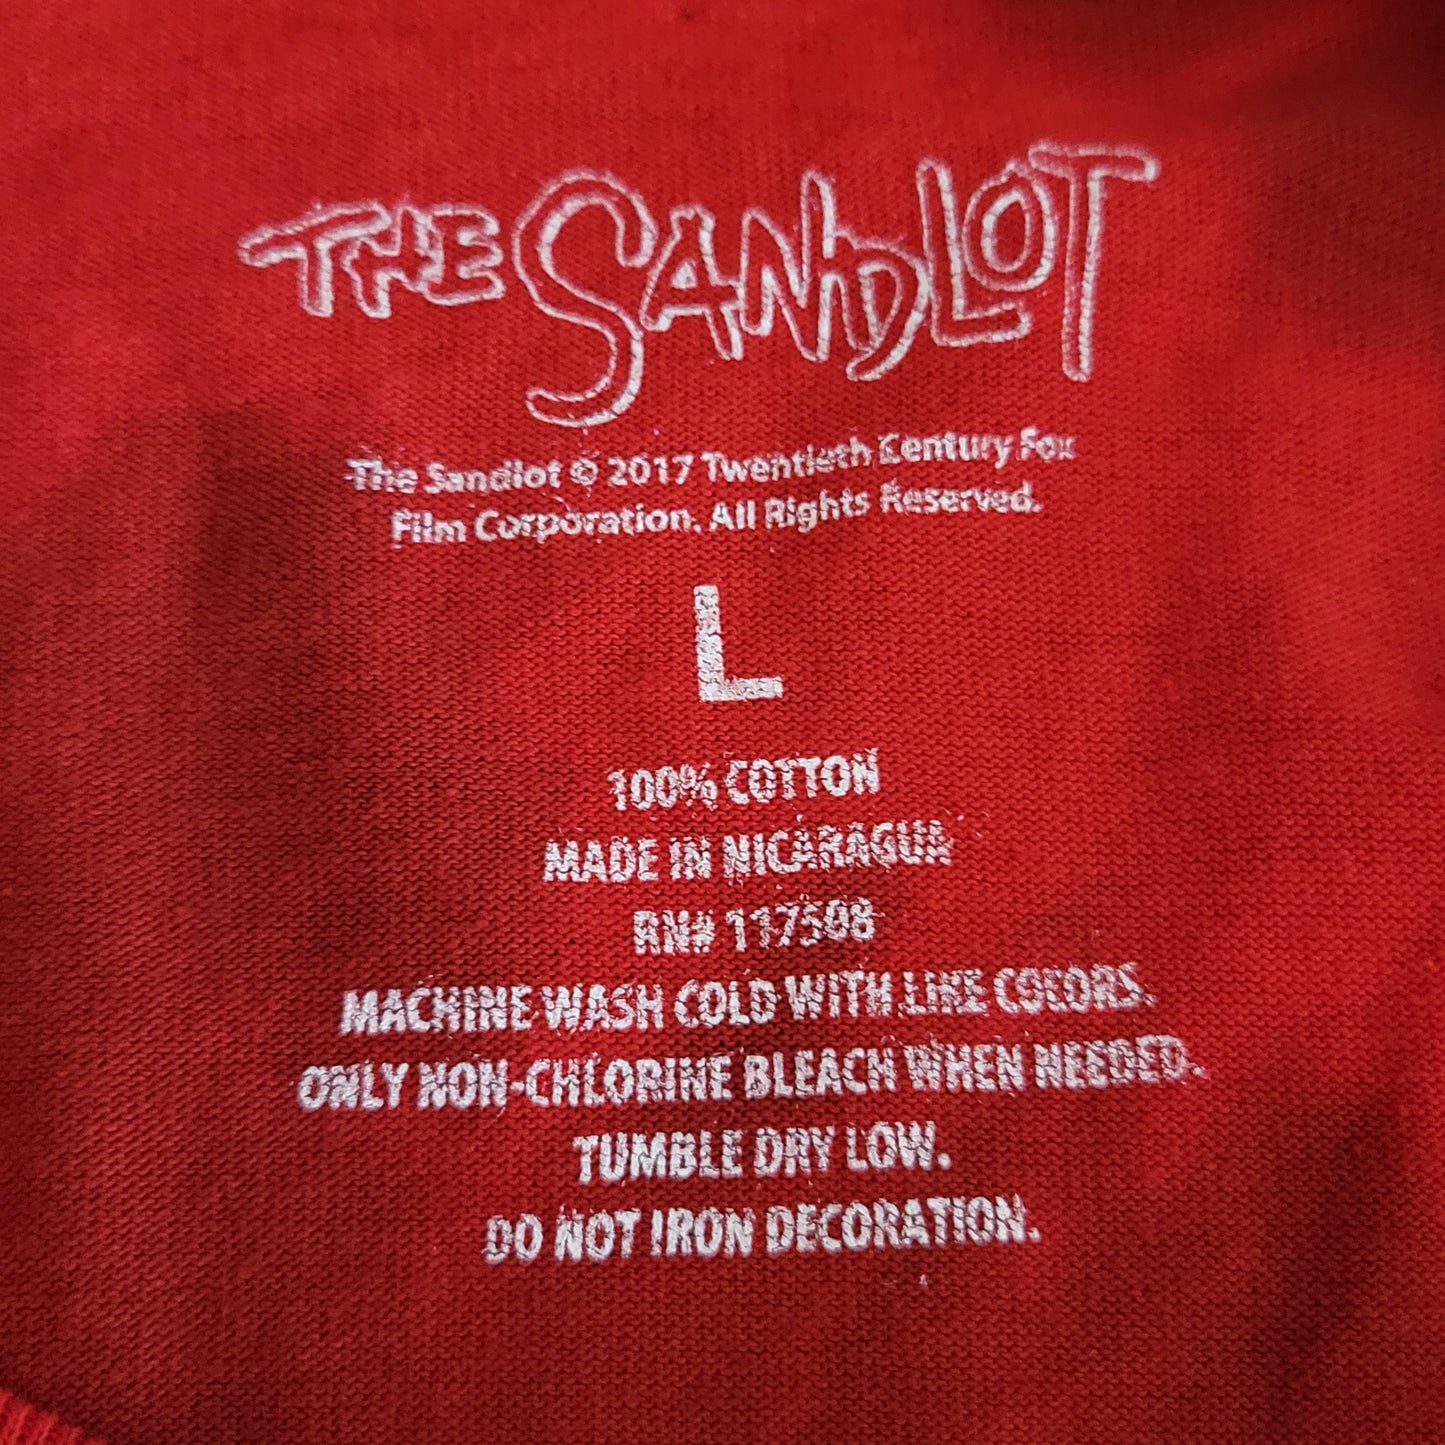 THE SANDLOT
The Sandlot © 2017 Twentieth Century Fox
Film Corporation. All Rights Reserved.
L
100% COTTON
MADE IN NICARAGUA
RN# 117508
MACHINE WASH COLD WITH LIKE COLORS.
ONLY NON-CHLORINE BLEACH WHEN NEEDED.
TUMBLE DRY LOW.
DO NOT IRON DECORATION.